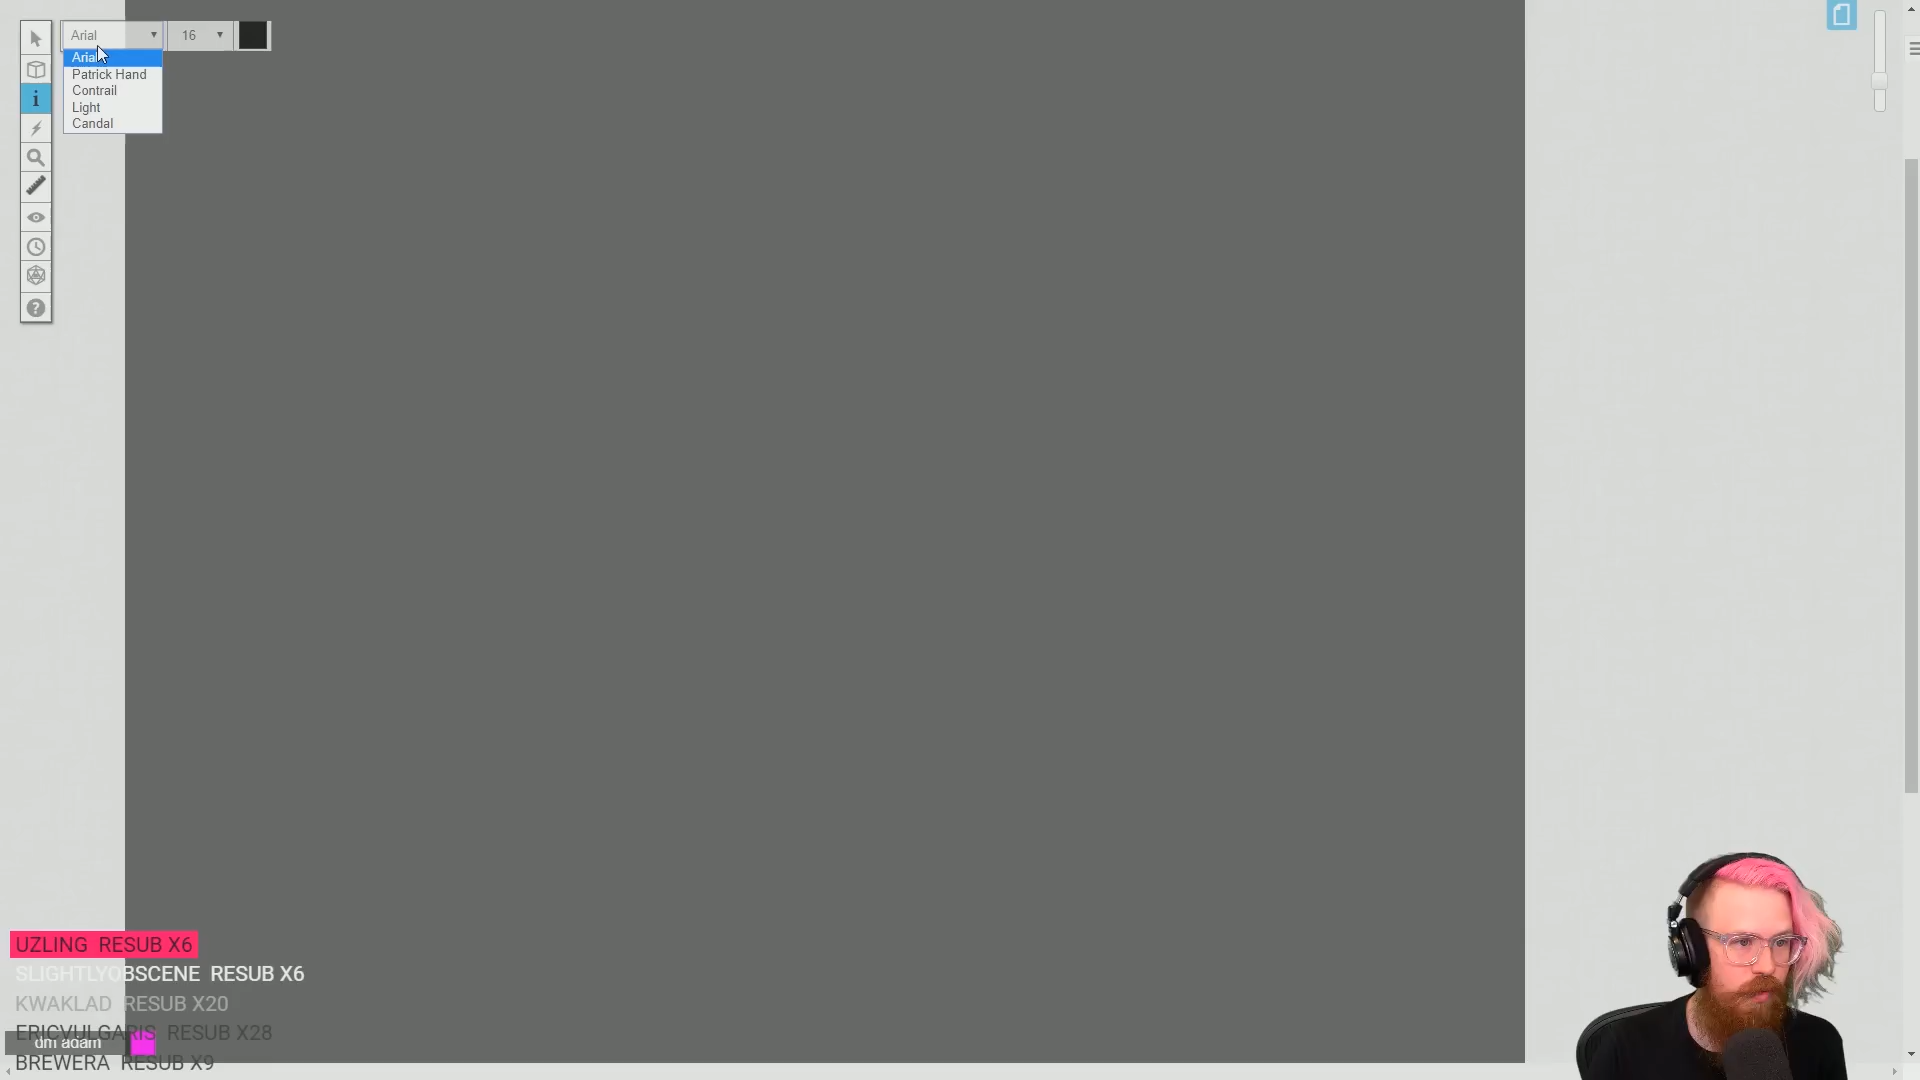 Arial
16
Arial
Patrick Hand
Contrail
Light
Candal
UZLING RESUB X6
SLIGHTLYOBSCENE RESUB X6
KWAKLAD RESUB X20
ERICVULGARIS RESUB X28
dm adam
BREWERA RESUB X9